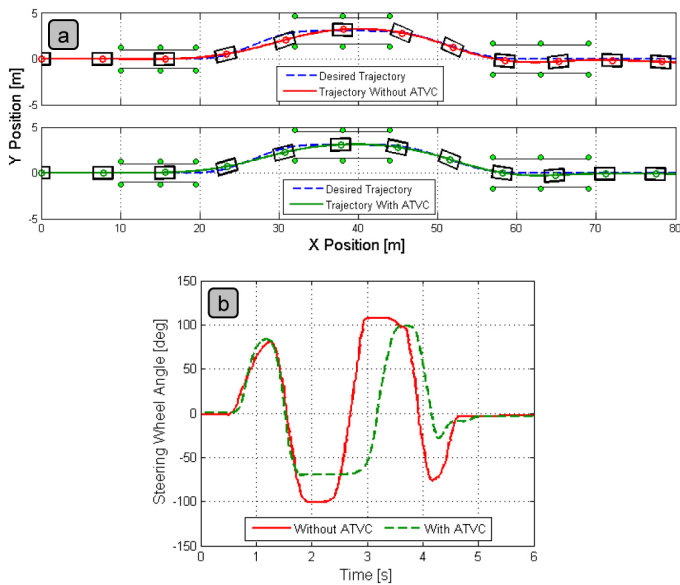 a
5
0
-5
Desired Trajectory
Trajectory Without ATVC
Y Position [m]
5
0
-5
Desired Trajectory
Trajectory With ATVC
0 10 20 30 40 50 60 70 80
X Position [m]
b
150
100
50
0
-50
-100
-150
Steering Wheel Angle [deg]
Without ATVC With ATVC
0 1 2 3 4 5 6
Time [s]